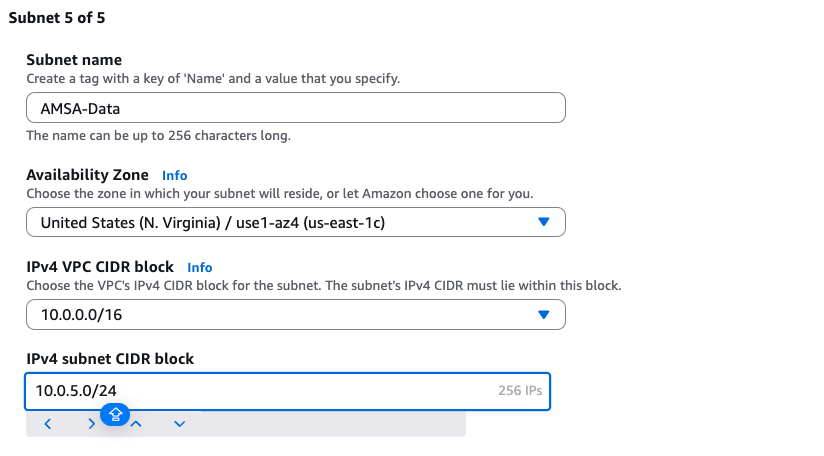 Subnet 5 of 5
Subnet name
Create a tag with a key of 'Name' and a value that you specify.
AMSA-Data
The name can be up to 256 characters long.
Availability Zone Info
Choose the zone in which your subnet will reside, or let Amazon choose one for you.
United States (N. Virginia) / use1-az4 (us-east-1c)
IPv4 VPC CIDR block Info
Choose the VPC's IPv4 CIDR block for the subnet. The subnet's IPv4 CIDR must lie within this block.
10.0.0.0/16
IPv4 subnet CIDR block
10.0.5.0/24 256 IPs